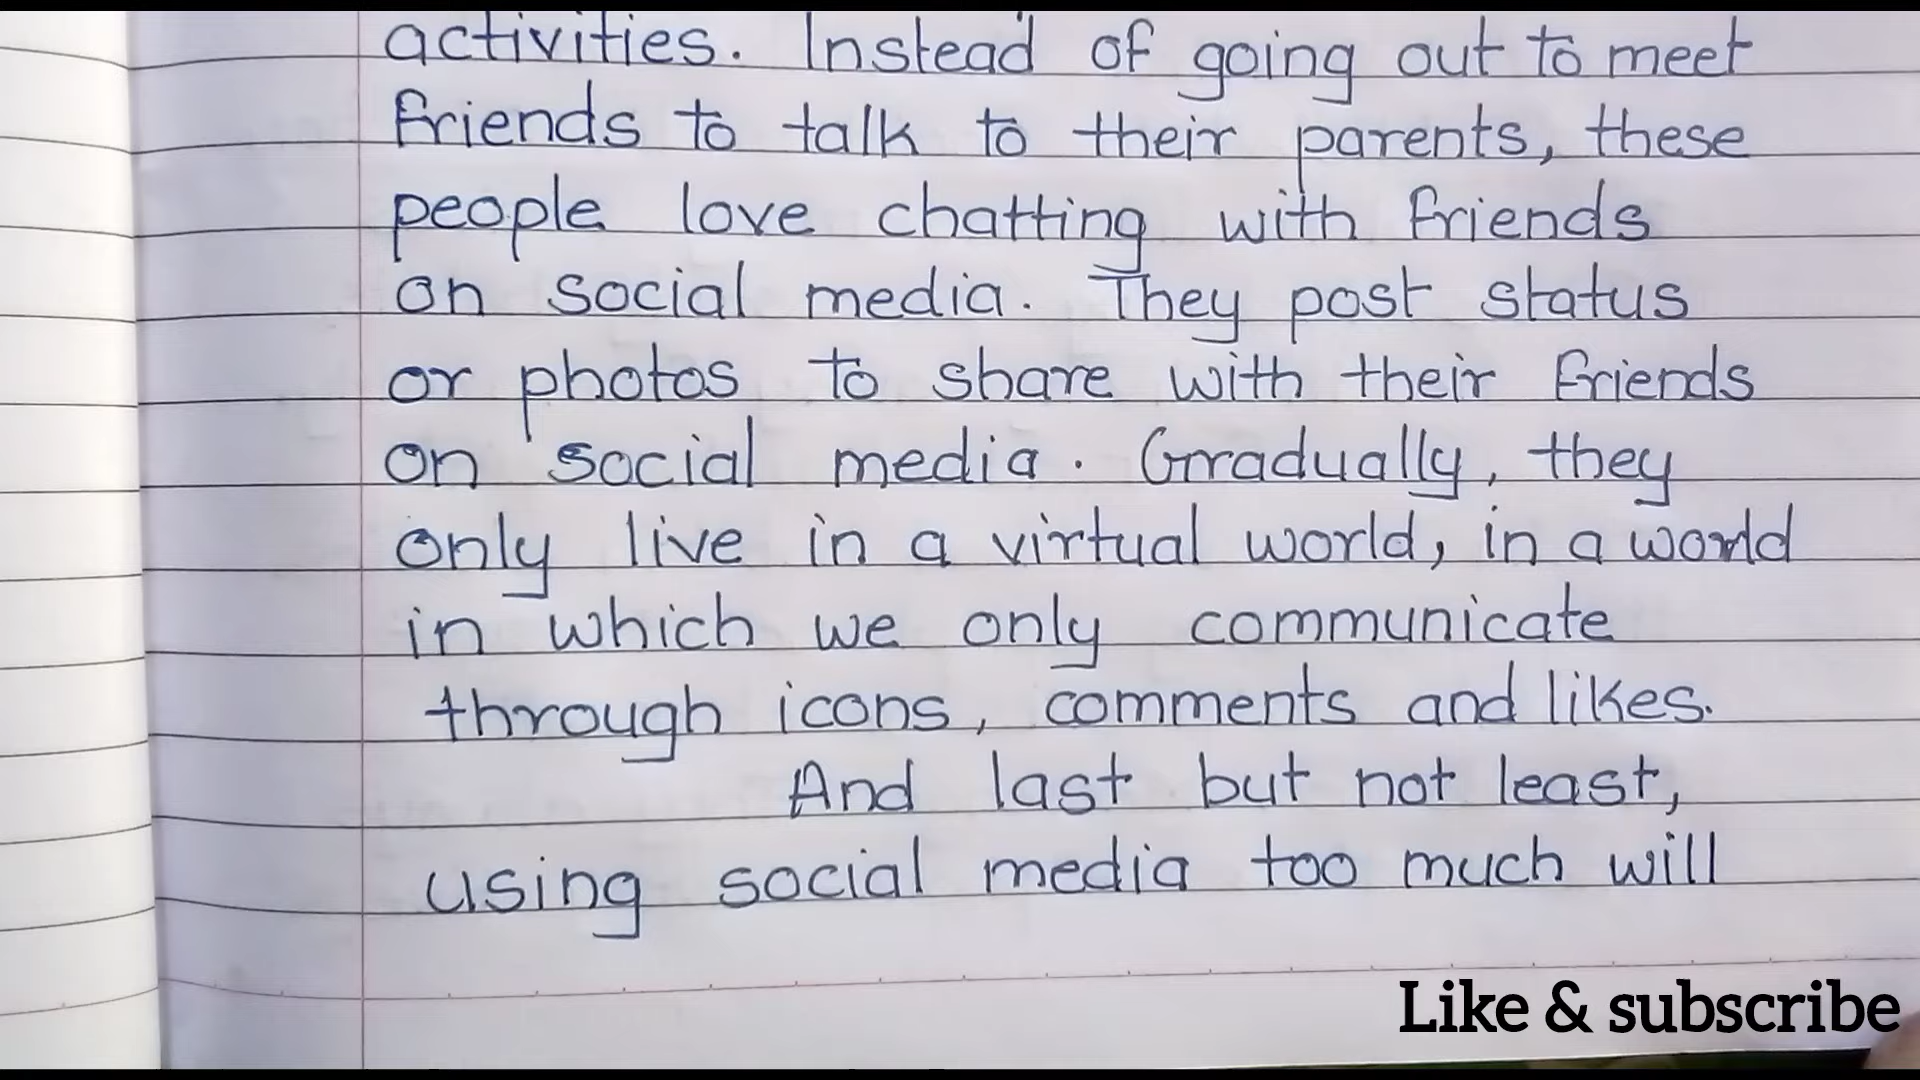 activities. Instead of going out to meet
friends to talk to their parents, these
people love chatting with friends
on social media. They post status
or photos to share with their friends
on social media. Gradually, they
only live in a virtual world, in a world
in which we only communicate
through icons, comments and likes.
And last but not least,
using social media too much will
Like & subscribe